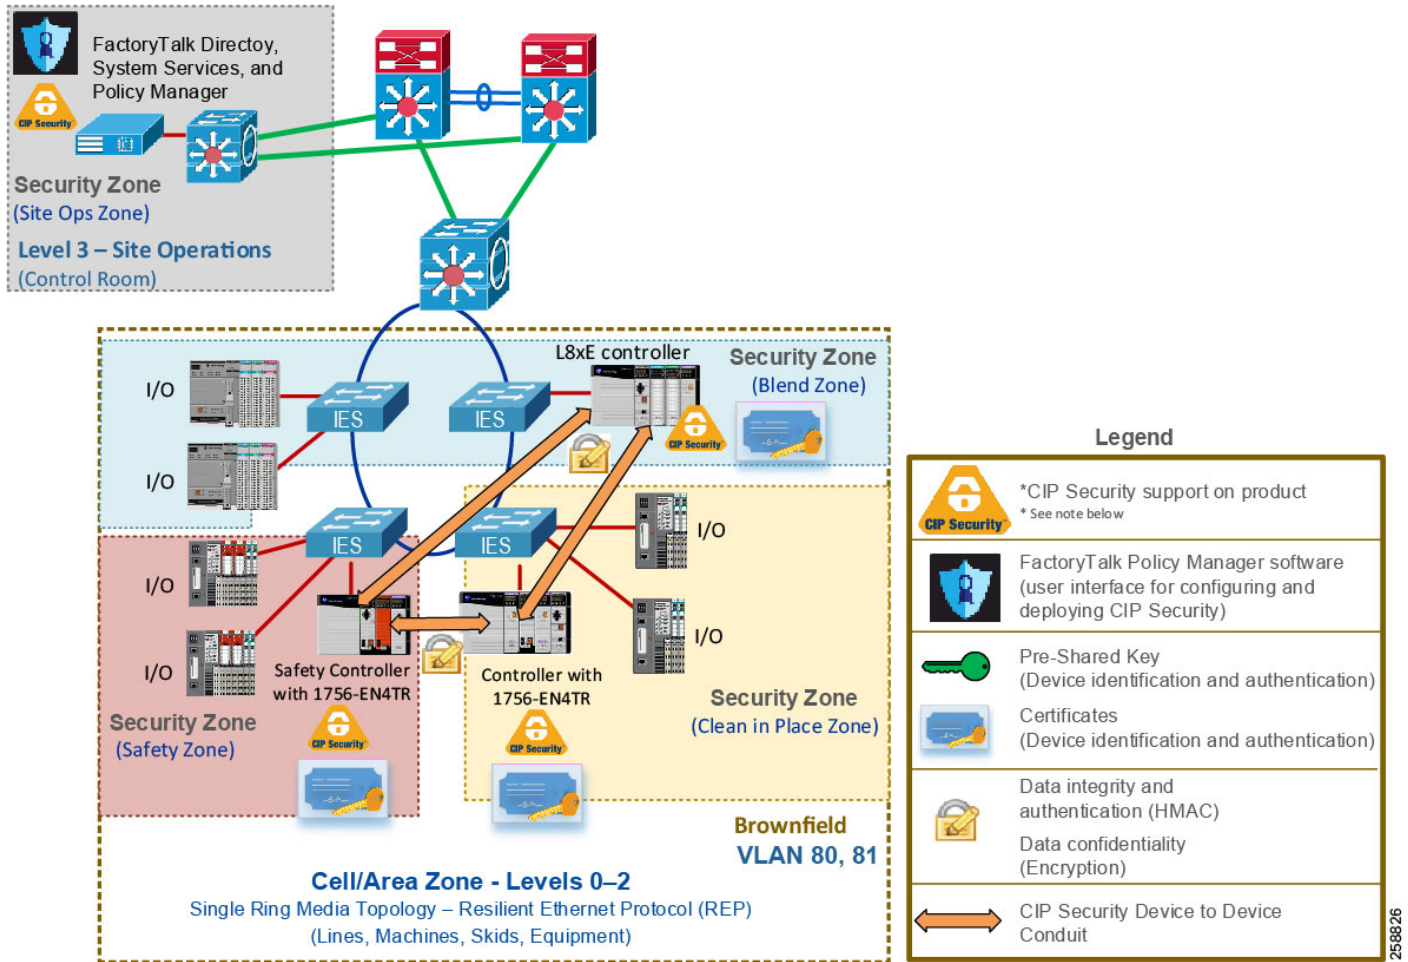 FactoryTalk Directoy,
System Services, and
Policy Manager
CIP Security
Security Zone
(Site Ops Zone)
Level 3 – Site Operations
(Control Room)
L8xE controller
Security Zone
(Blend Zone)
I/O
IES
IES
CIP Security
I/O
IES
IES
I/O
I/O
I/O
I/O
Safety Controller
with 1756-EN4TR
Controller with
1756-EN4TR
Security Zone
(Clean in Place Zone)
Security Zone
(Safety Zone)
CIP Security
CIP Security
Brownfield
VLAN 80, 81
Cell/Area Zone - Levels 0–2
Single Ring Media Topology – Resilient Ethernet Protocol (REP)
(Lines, Machines, Skids, Equipment)
Legend
CIP Security
*CIP Security support on product
* See note below
FactoryTalk Policy Manager software
(user interface for configuring and
deploying CIP Security)
Pre-Shared Key
(Device identification and authentication)
Certificates
(Device identification and authentication)
Data integrity and
authentication (HMAC)
Data confidentiality
(Encryption)
CIP Security Device to Device
Conduit
258826